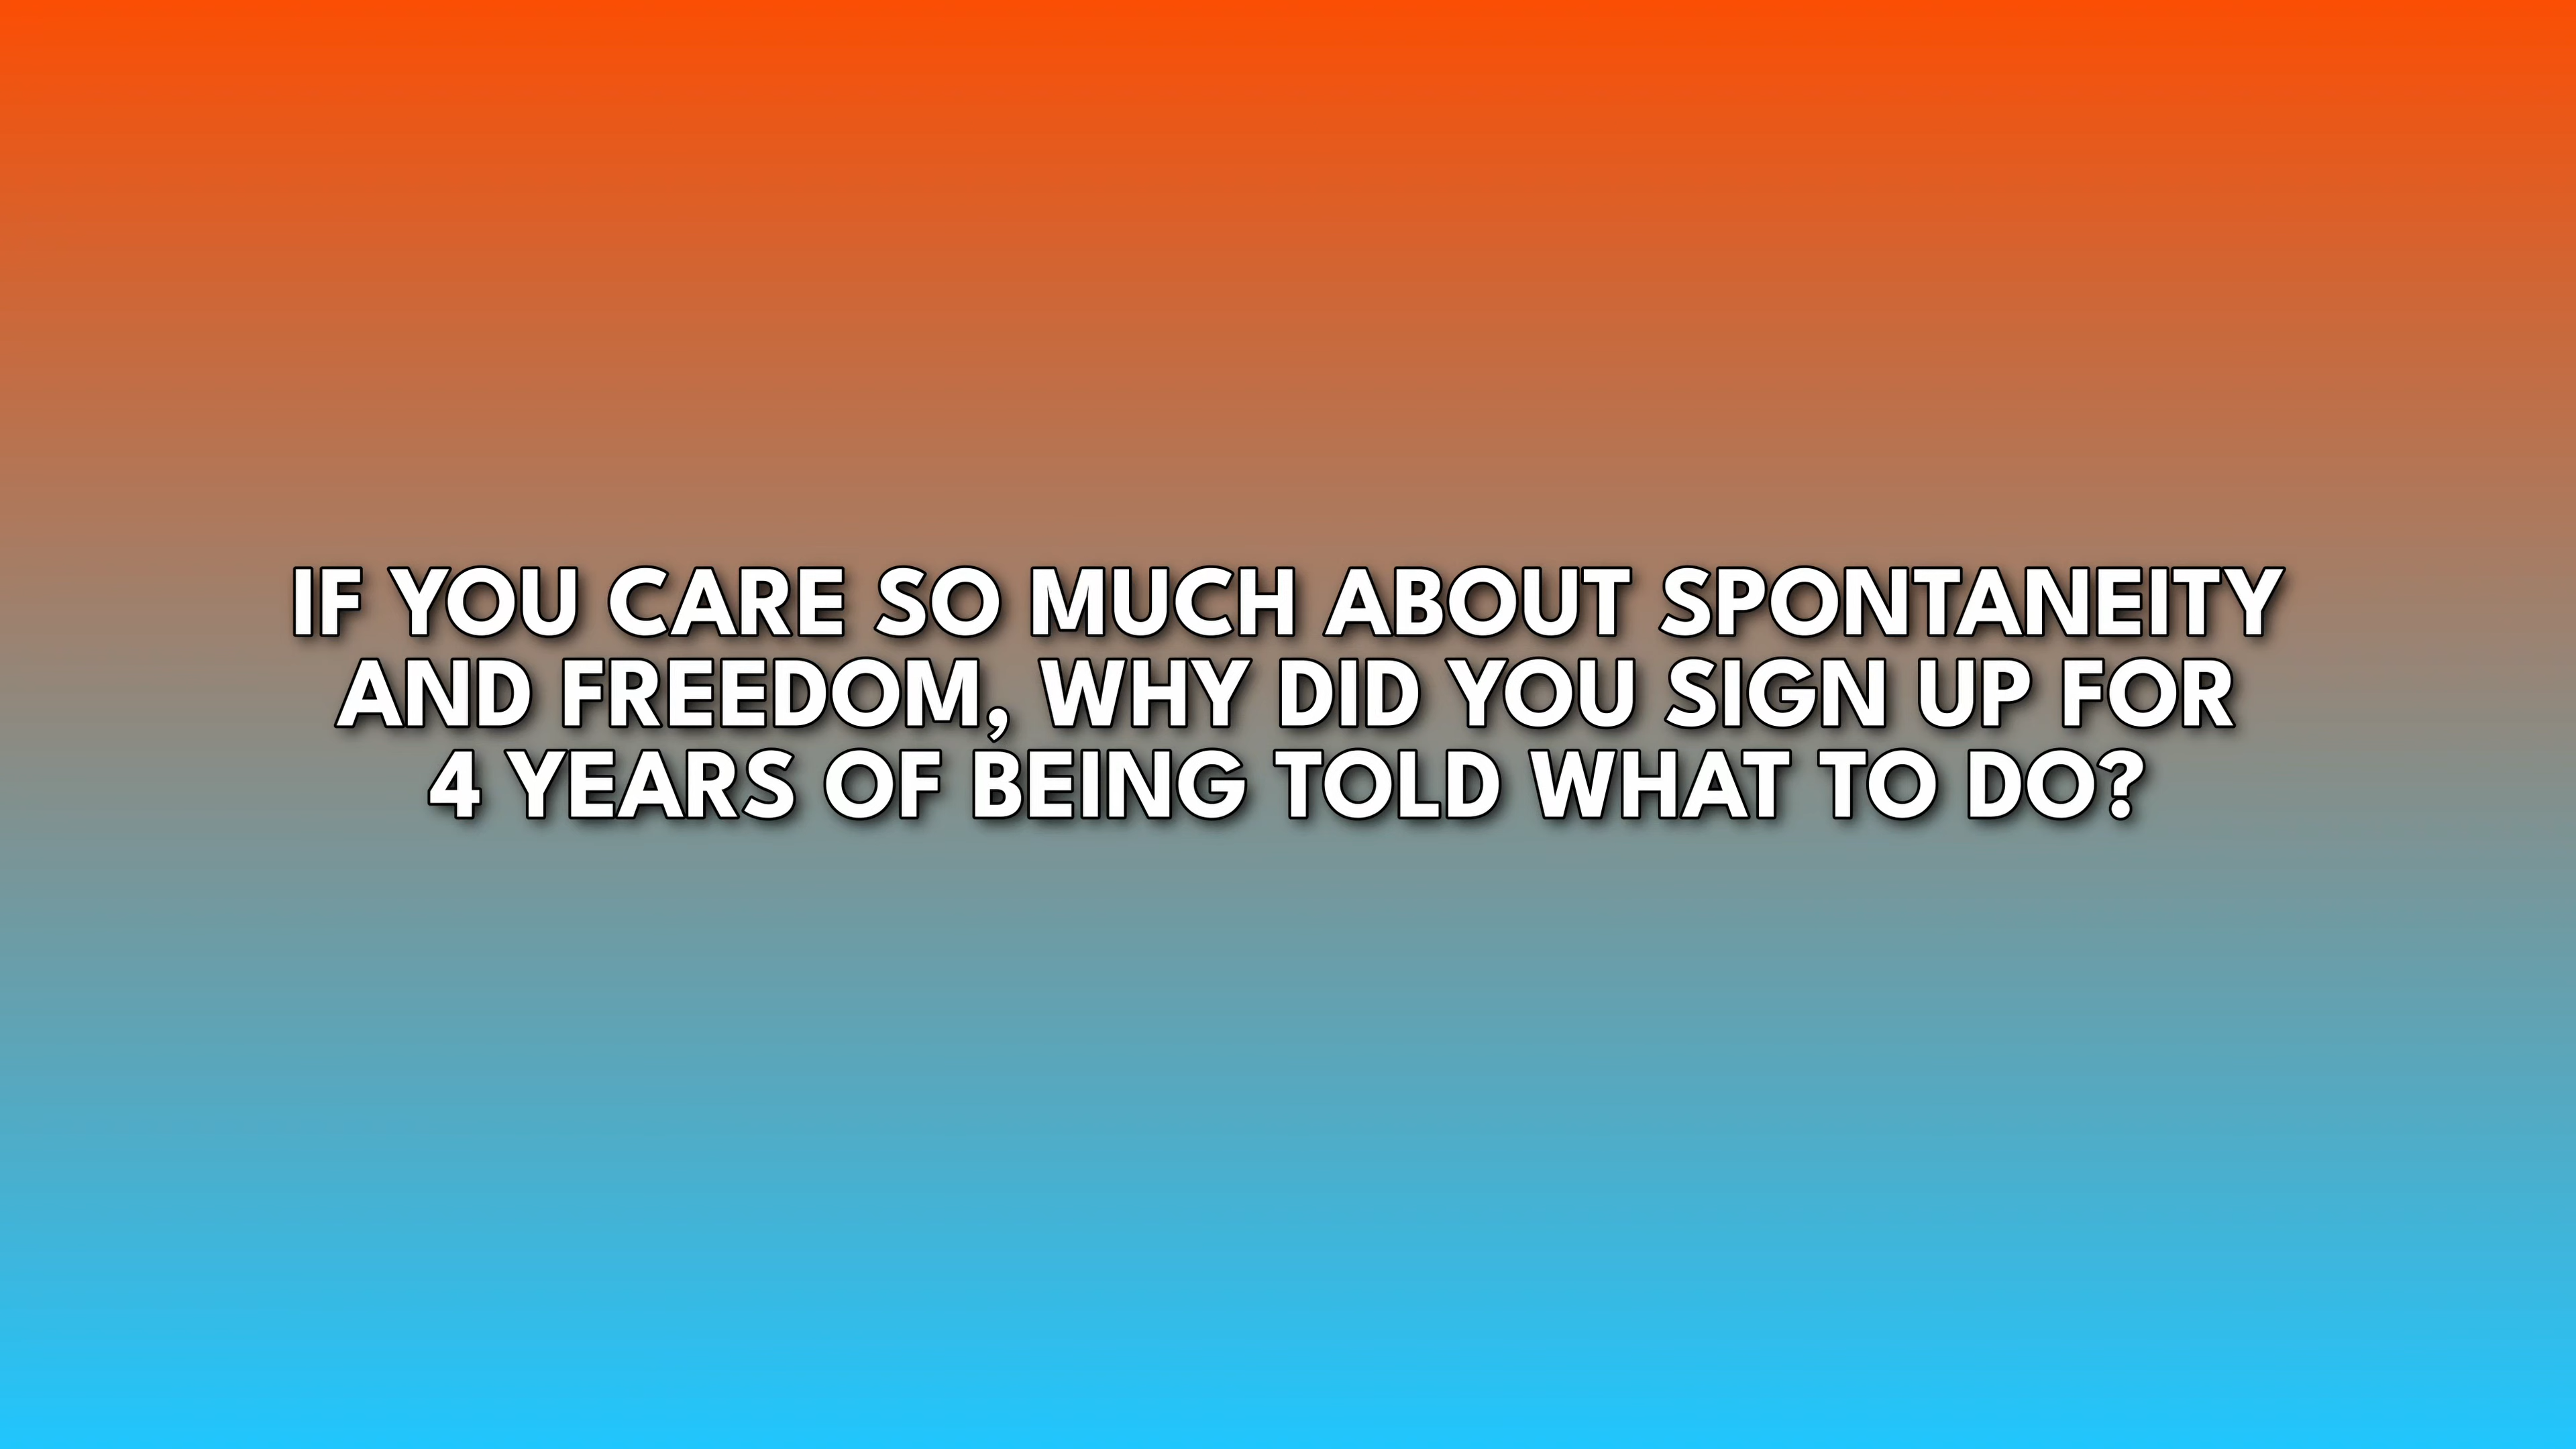 IF YOU CARE SO MUCH ABOUT SPONTANEITY
AND FREEDOM, WHY DID YOU SIGN UP FOR
4 YEARS OF BEING TOLD WHAT TO DO?